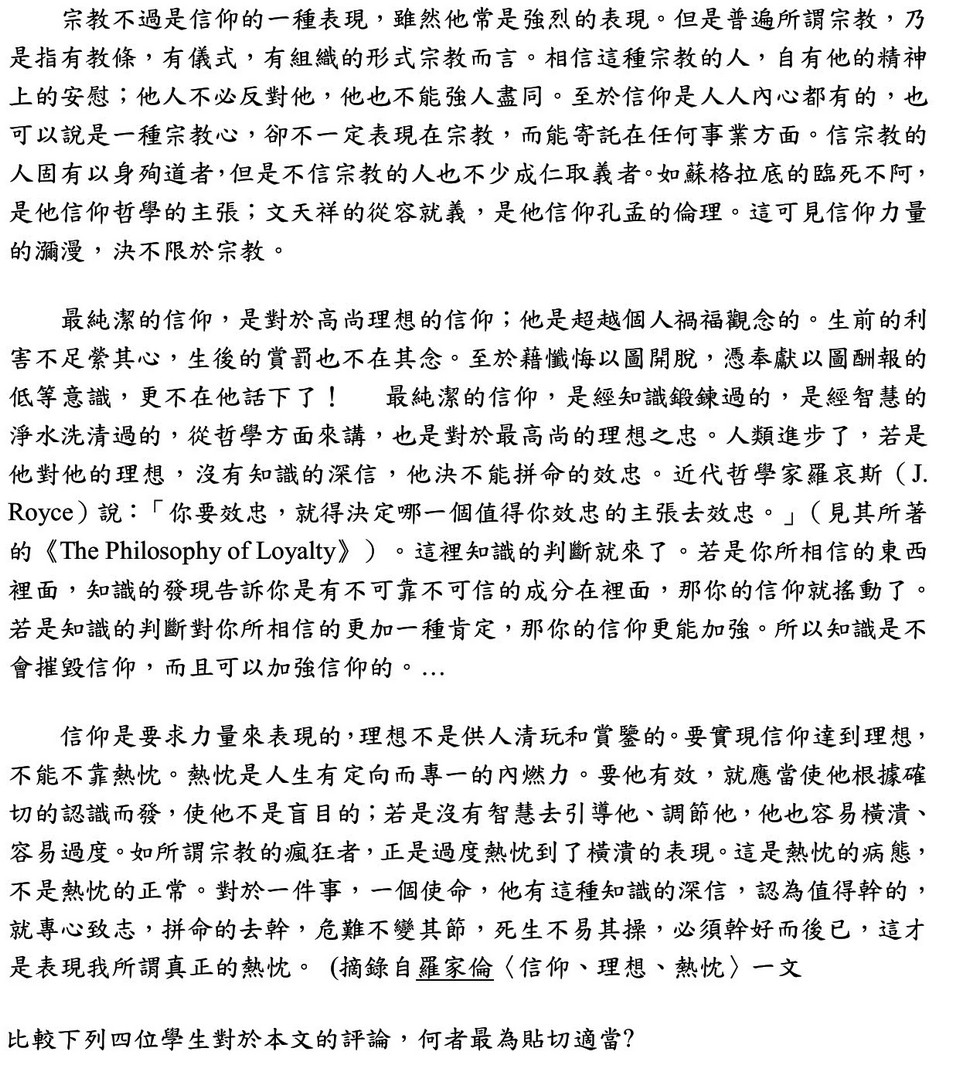 宗教不過是信仰的一種表現，雖然他常是強烈的表現。但是普遍所謂宗教，乃
是指有教條，有儀式，有組織的形式宗教而言。相信這種宗教的人，自有他的精神
上的安慰；他人不必反對他，他也不能強人盡同。至於信仰是人人內心都有的，也
可以說是一種宗教心，卻不一定表現在宗教，而能寄託在任何事業方面。信宗教的
人固有以身殉道者，但是不信宗教的人也不少成仁取義者。如蘇格拉底的臨死不阿，
是他信仰哲學的主張；文天祥的從容就義，是他信仰孔孟的倫理。這可見信仰力量
的瀰漫，決不限於宗教。
最純潔的信仰，是對於高尚理想的信仰；他是超越個人禍福觀念的。生前的利
害不足縈其心，生後的賞罰也不在其念。至於藉懺悔以圖開脫，憑奉獻以圖酬報的
低等意識，更不在他話下了！ 最純潔的信仰，是經知識鍛鍊過的，是經智慧的
淨水洗清過的，從哲學方面來講，也是對於最高尚的理想之忠。人類進步了，若是
他對他的理想，沒有知識的深信，他決不能拼命的效忠。近代哲學家羅哀斯（J.
Royce）說：「你要效忠，就得決定哪一個值得你效忠的主張去效忠。」（見其所著
的《The Philosophy of Loyalty》）。這裡知識的判斷就來了。若是你所相信的東西
裡面，知識的發現告訴你是有不可靠不可信的成分在裡面，那你的信仰就搖動了。
若是知識的判斷對你所相信的更加一種肯定，那你的信仰更能加強。所以知識是不
會摧毀信仰，而且可以加強信仰的。…
信仰是要求力量來表現的，理想不是供人清玩和賞鑒的。要實現信仰達到理想，
不能不靠熱忱。熱忱是人生有定向而專一的內燃力。要他有效，就應當使他根據確
切的認識而發，使他不是盲目的；若是沒有智慧去引導他、調節他，他也容易橫潰、
容易過度。如所謂宗教的瘋狂者，正是過度熱忱到了橫潰的表現。這是熱忱的病態，
不是熱忱的正常。對於一件事，一個使命，他有這種知識的深信，認為值得幹的，
就專心致志，拼命的去幹，危難不變其節，死生不易其操，必須幹好而後已，這才
是表現我所謂真正的熱忱。 (摘錄自羅家倫〈信仰、理想、熱忱〉一文
比較下列四位學生對於本文的評論，何者最為貼切適當?